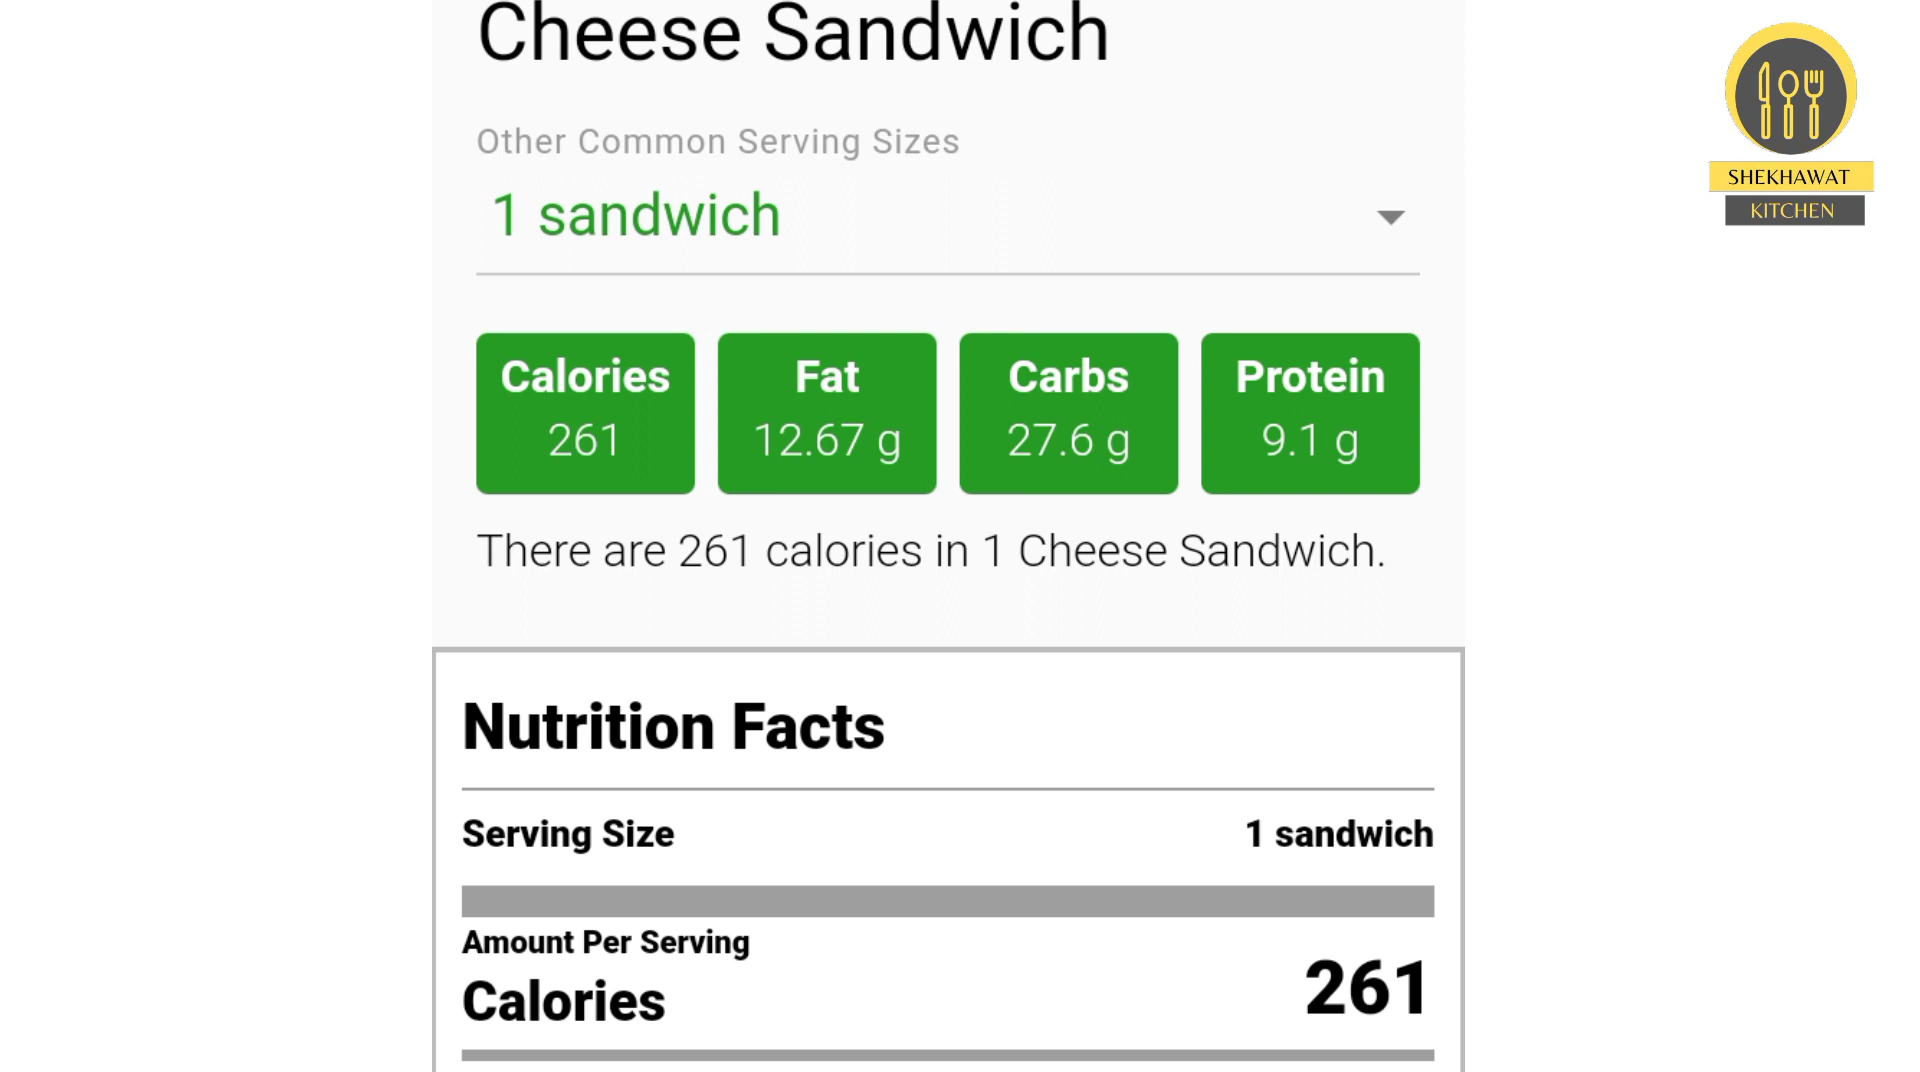 Cheese Sandwich
SHEKHAWAT
KITCHEN
Other Common Serving Sizes
1 sandwich
Calories
261
Fat
12.67 g
Carbs
27.6 g
Protein
9.1 g
There are 261 calories in 1 Cheese Sandwich.
Nutrition Facts
Serving Size 1 sandwich
Amount Per Serving
Calories 261